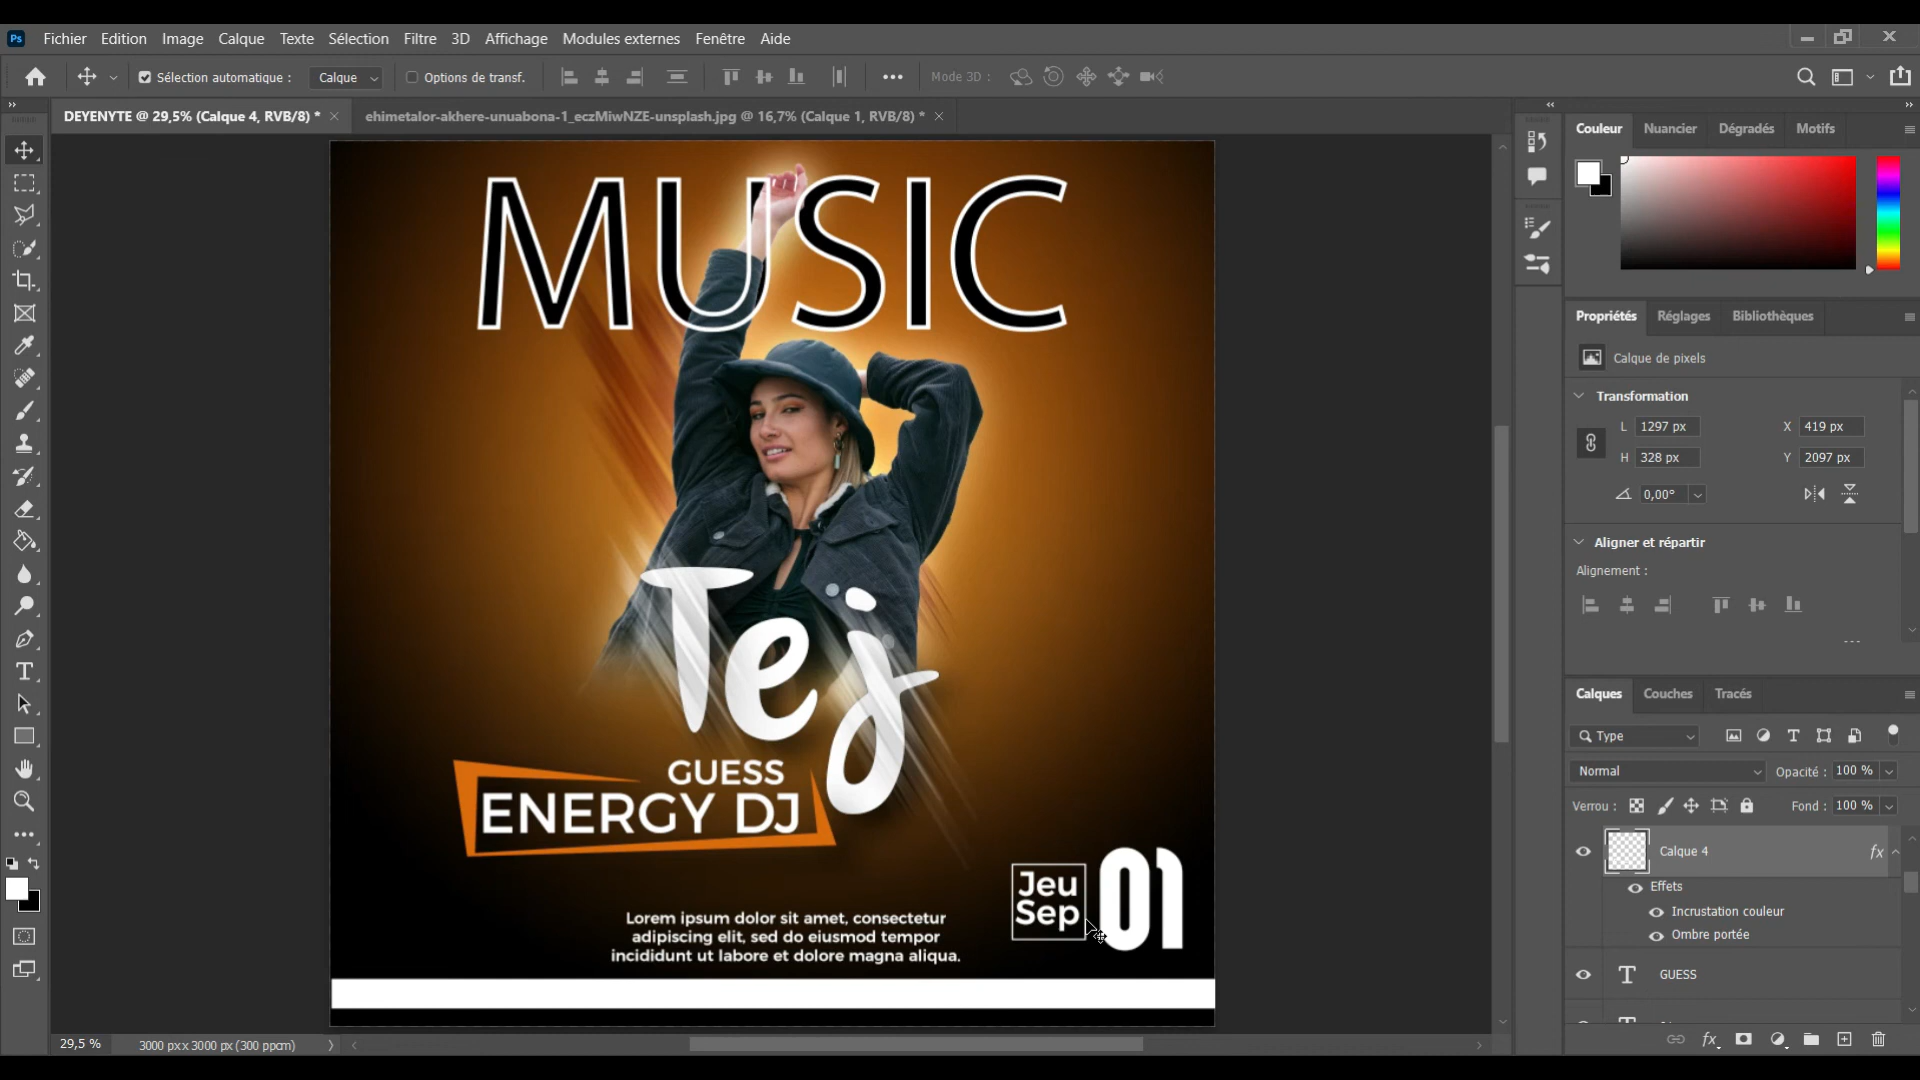 Ps Fichier Edition Image Calque Texte Sélection Filtre 3D Affichage Modules externes Fenêtre Aide
Sélection automatique : Calque Options de transf. Mode 3D :
DEYENYTE @ 29,5% (Calque 4, RVB/8) * ehimetalor-akhere-unuabona-1_eczMiwNZE-unsplash.jpg @ 16,7% (Calque 1, RVB/8) *
MUSIC
Tej
GUESS
ENERGY DJ
Jeu
Sep
01
Lorem ipsum dolor sit amet, consectetur
adipiscing elit, sed do eiusmod tempor
incididunt ut labore et dolore magna aliqua.
29,5 % 3000 px x 3000 px (300 ppcm)
Couleur Nuancier Dégradés Motifs
Propriétés Réglages Bibliothèques
Calque de pixels
Transformation
L 1297 px X 419 px
H 328 px Y 2097 px
0,00°
Aligner et répartir
Alignement :
Calques Couches Tracés
Type
Normal Opacité : 100 %
Verrou : Fond : 100 %
Calque 4 fx
Effets
Incrustation couleur
Ombre portée
T GUESS
fx